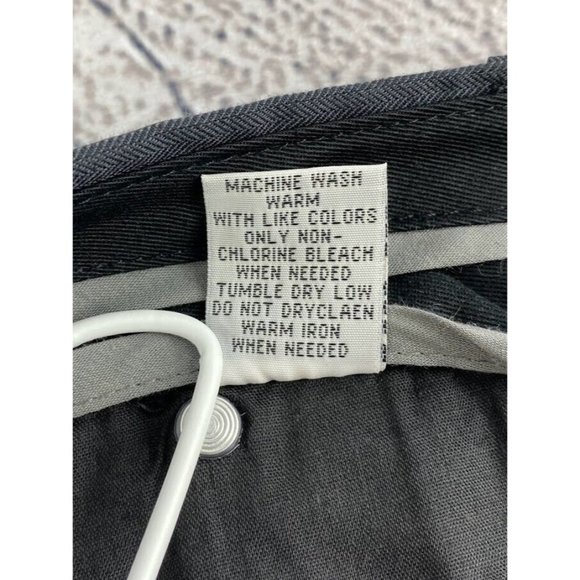 MACHINE WASH
WARM
WITH LIKE COLORS
ONLY NON-
CHLORINE BLEACH
WHEN NEEDED
TUMBLE DRY LOW
DO NOT DRYCLAEN
WARM IRON
WHEN NEEDED